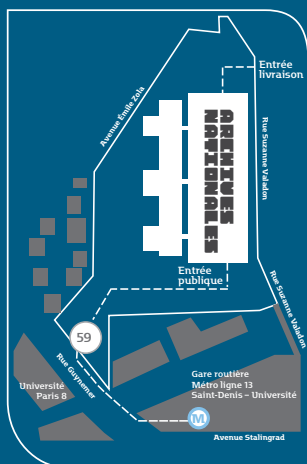 Entrée
livraison
Avenue Émile Zola
Rue Suzanne Valadon
ARCHIVES
NATIONALES
Entrée
publique
Rue Suzanne Valadon
59
Rue Guynemer
Université
Paris 8
Gare routière
Métro ligne 13
Saint-Denis – Université
M
Avenue Stalingrad